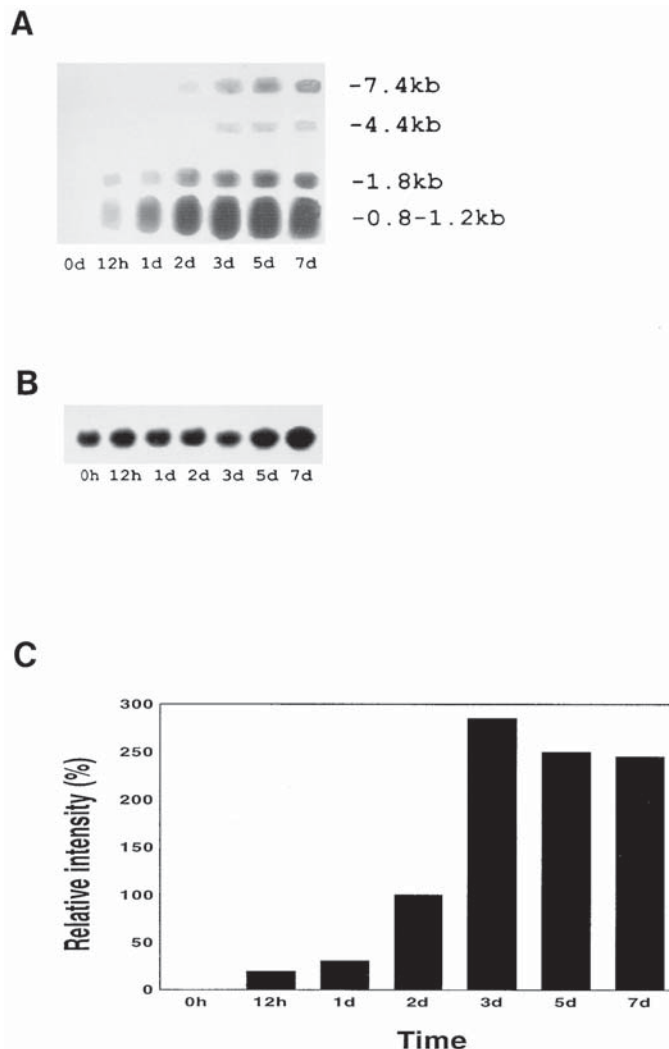 A
-7.4kb
-4.4kb
-1.8kb
-0.8-1.2kb
0d 12h 1d 2d 3d 5d 7d
B
0h 12h 1d 2d 3d 5d 7d
C
300
250
200
150
100
50
0
Relative intensity (%)
0h 12h 1d 2d 3d 5d 7d
Time